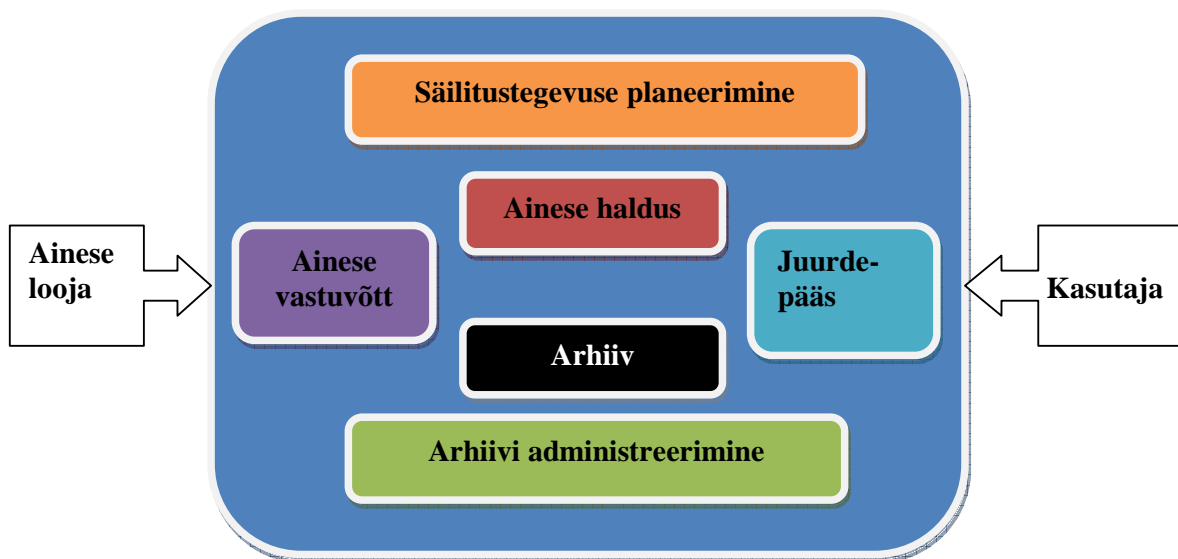 Säilitustegevuse planeerimine
Ainese haldus
Ainese
looja
Ainese
vastuvõtt
Juurde-
pääs
Kasutaja
Arhiiv
Arhiivi administreerimine